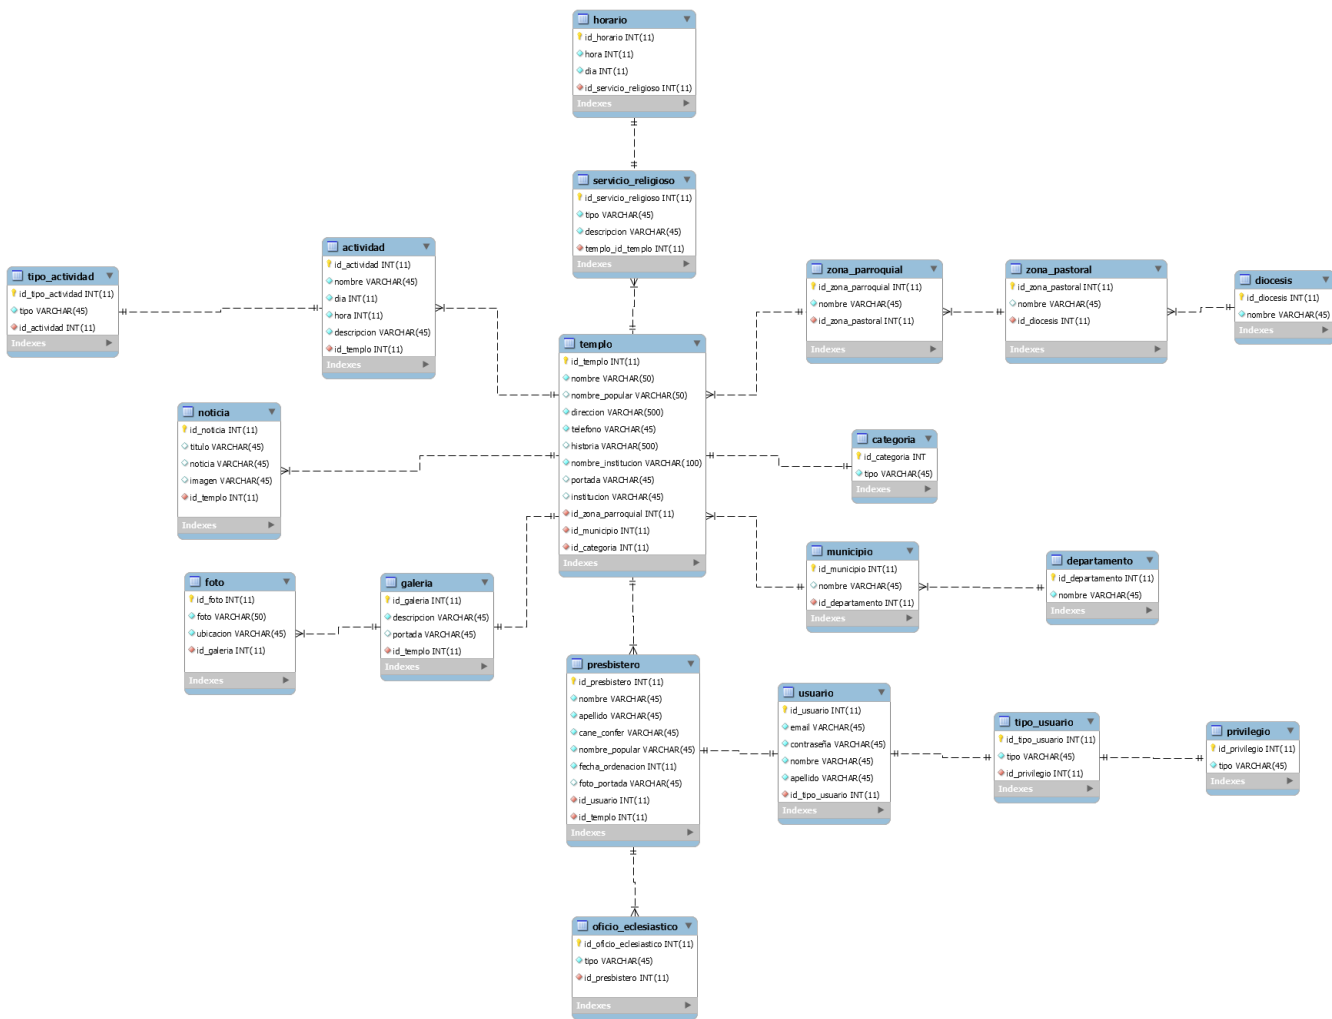 horario
id_horario INT(11)
hora INT(11)
dia INT(11)
id_servicio_religioso INT(11)
Indexes
servicio_religioso
id_servicio_religioso INT(11)
tipo VARCHAR(45)
descripcion VARCHAR(45)
templo_id_templo INT(11)
Indexes
actividad
id_actividad INT(11)
nombre VARCHAR(45)
dia INT(11)
hora INT(11)
descripcion VARCHAR(45)
id_templo INT(11)
Indexes
tipo_actividad
id_tipo_actividad INT(11)
tipo VARCHAR(45)
id_actividad INT(11)
Indexes
zona_parroquial
id_zona_parroquial INT(11)
nombre VARCHAR(45)
id_zona_pastoral INT(11)
Indexes
zona_pastoral
id_zona_pastoral INT(11)
nombre VARCHAR(45)
id_diocesis INT(11)
Indexes
diocesis
id_diocesis INT(11)
nombre VARCHAR(45)
Indexes
templo
id_templo INT(11)
nombre VARCHAR(50)
nombre_popular VARCHAR(50)
direccion VARCHAR(500)
telefono VARCHAR(45)
historia VARCHAR(500)
nombre_institucion VARCHAR(100)
portada VARCHAR(45)
institucion VARCHAR(45)
id_zona_parroquial INT(11)
id_municipio INT(11)
id_categoria INT(11)
Indexes
noticia
id_noticia INT(11)
titulo VARCHAR(45)
noticia VARCHAR(45)
imagen VARCHAR(45)
id_templo INT(11)
Indexes
categoria
id_categoria INT
tipo VARCHAR(45)
Indexes
municipio
id_municipio INT(11)
nombre VARCHAR(45)
id_departamento INT(11)
Indexes
departamento
id_departamento INT(11)
nombre VARCHAR(45)
Indexes
foto
id_foto INT(11)
foto VARCHAR(50)
ubicacion VARCHAR(45)
id_galeria INT(11)
Indexes
galeria
id_galeria INT(11)
descripcion VARCHAR(45)
portada VARCHAR(45)
id_templo INT(11)
Indexes
presbistero
id_presbistero INT(11)
nombre VARCHAR(45)
apellido VARCHAR(45)
cane_confer VARCHAR(45)
nombre_popular VARCHAR(45)
fecha_ordenacion INT(11)
foto_portada VARCHAR(45)
id_usuario INT(11)
id_templo INT(11)
Indexes
usuario
id_usuario INT(11)
email VARCHAR(45)
contraseña VARCHAR(45)
nombre VARCHAR(45)
apellido VARCHAR(45)
id_tipo_usuario INT(11)
Indexes
tipo_usuario
id_tipo_usuario INT(11)
tipo VARCHAR(45)
id_privilegio INT(11)
Indexes
privilegio
id_privilegio INT(11)
tipo VARCHAR(45)
Indexes
oficio_eclesiastico
id_oficio_eclesiastico INT(11)
tipo VARCHAR(45)
id_presbistero INT(11)
Indexes